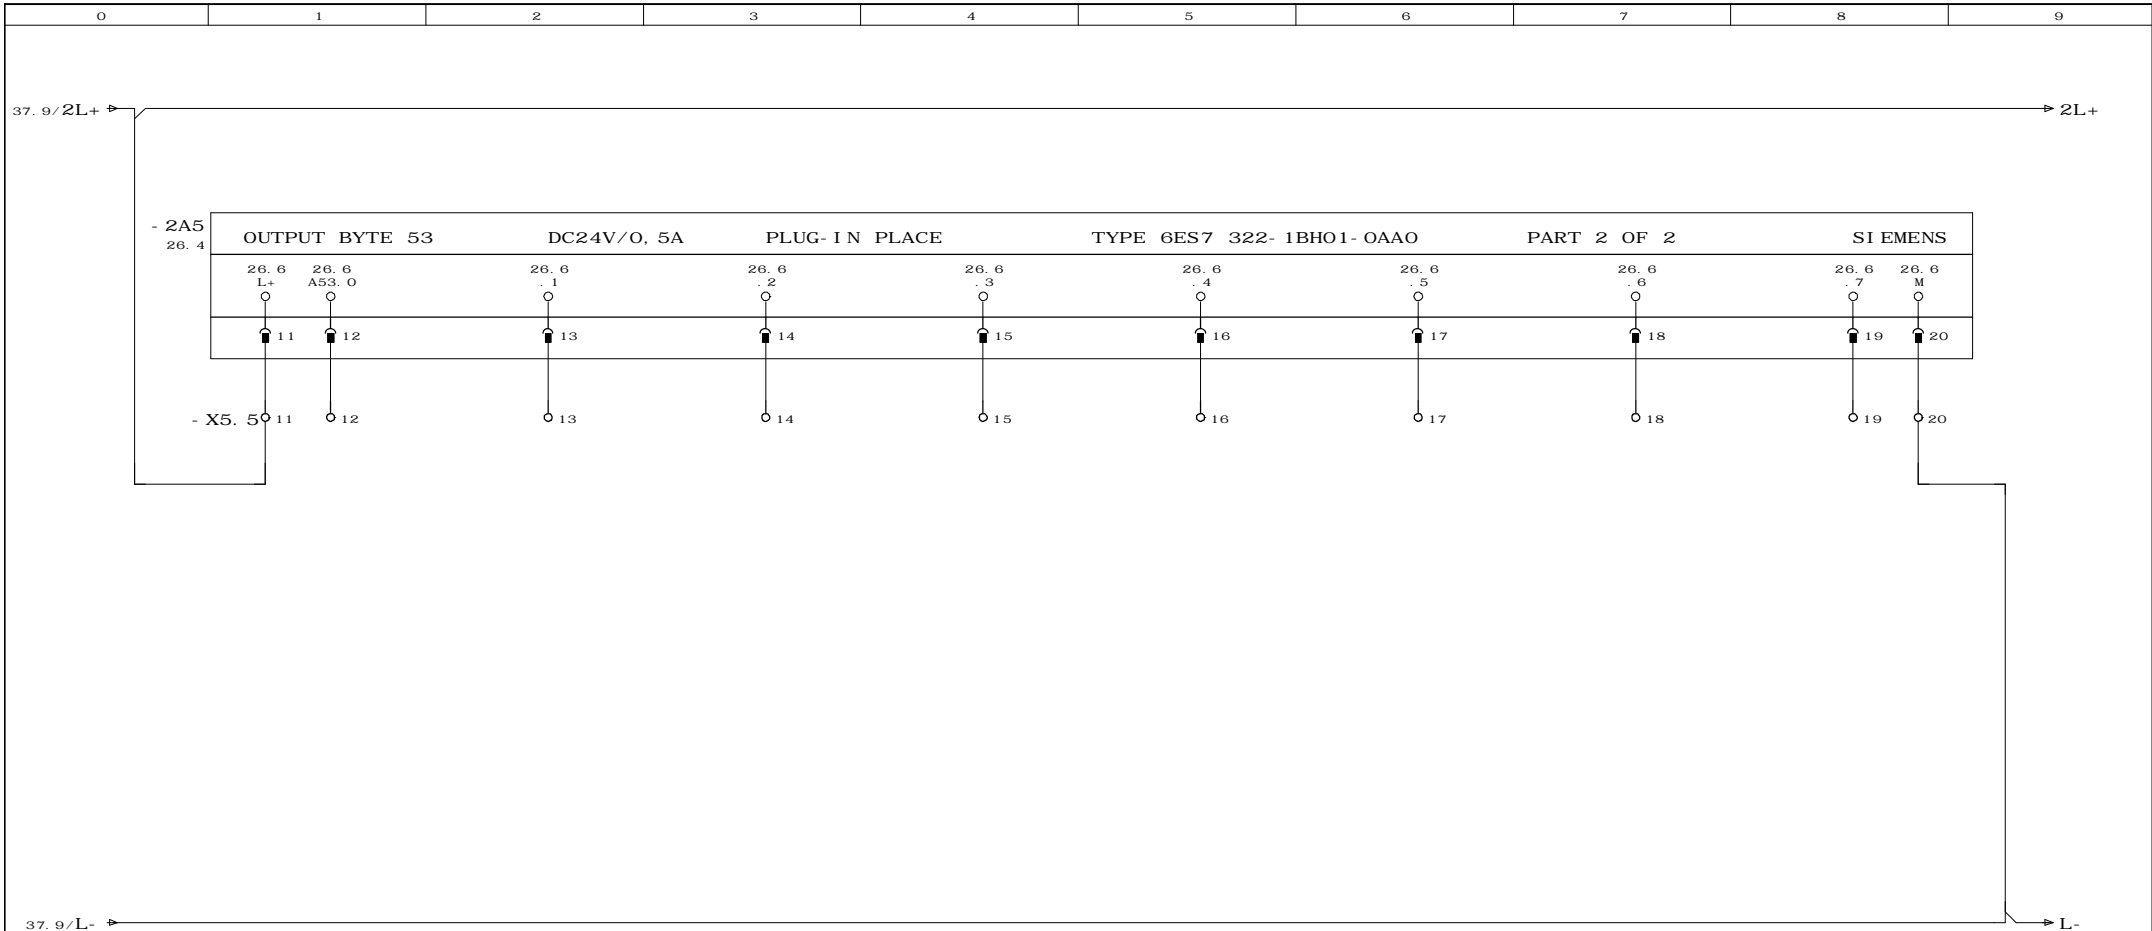 0 1 2 3 4 5 6 7 8 9
37.9/2L+ 2L+
-2A5
26.4
OUTPUT BYTE 53 DC24V/0,5A PLUG-IN PLACE TYPE 6ES7 322-1BH01-0AA0 PART 2 OF 2 SIEMENS
26.6 26.6 26.6 26.6 26.6 26.6 26.6 26.6 26.6 26.6
L+ A53.0 .1 .2 .3 .4 .5 .6 .7 M
11 12 13 14 15 16 17 18 19 20
-X5.5 11 12 13 14 15 16 17 18 19 20
37.9/L- L-